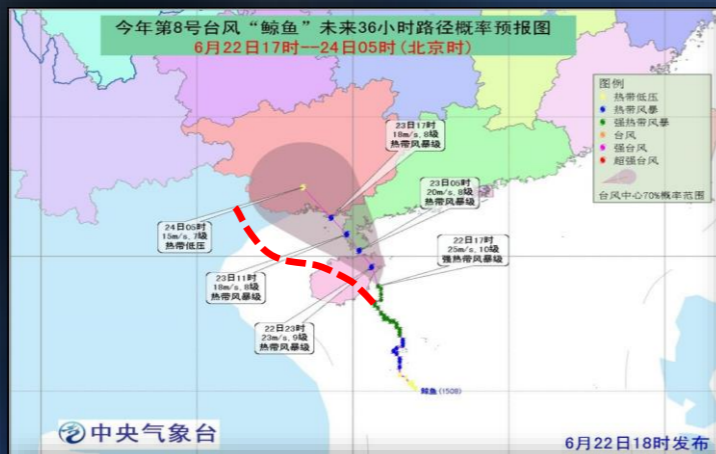 今年第8号台风“鲸鱼”未来36小时路径概率预报图
6月22日17时--24日05时(北京时)
图例
热带低压
热带风暴
强热带风暴
台风
强台风
超强台风
台风中心70%概率范围
23日17时
18m/s,8级
热带风暴级
23日05时
20m/s,8级
热带风暴级
24日05时
15m/s,7级
热带低压
22日17时
25m/s,10级
强热带风暴级
23日11时
18m/s,8级
热带风暴级
22日23时
23m/s,9级
热带风暴级
鲸鱼(1508)
中央气象台
6月22日18时发布